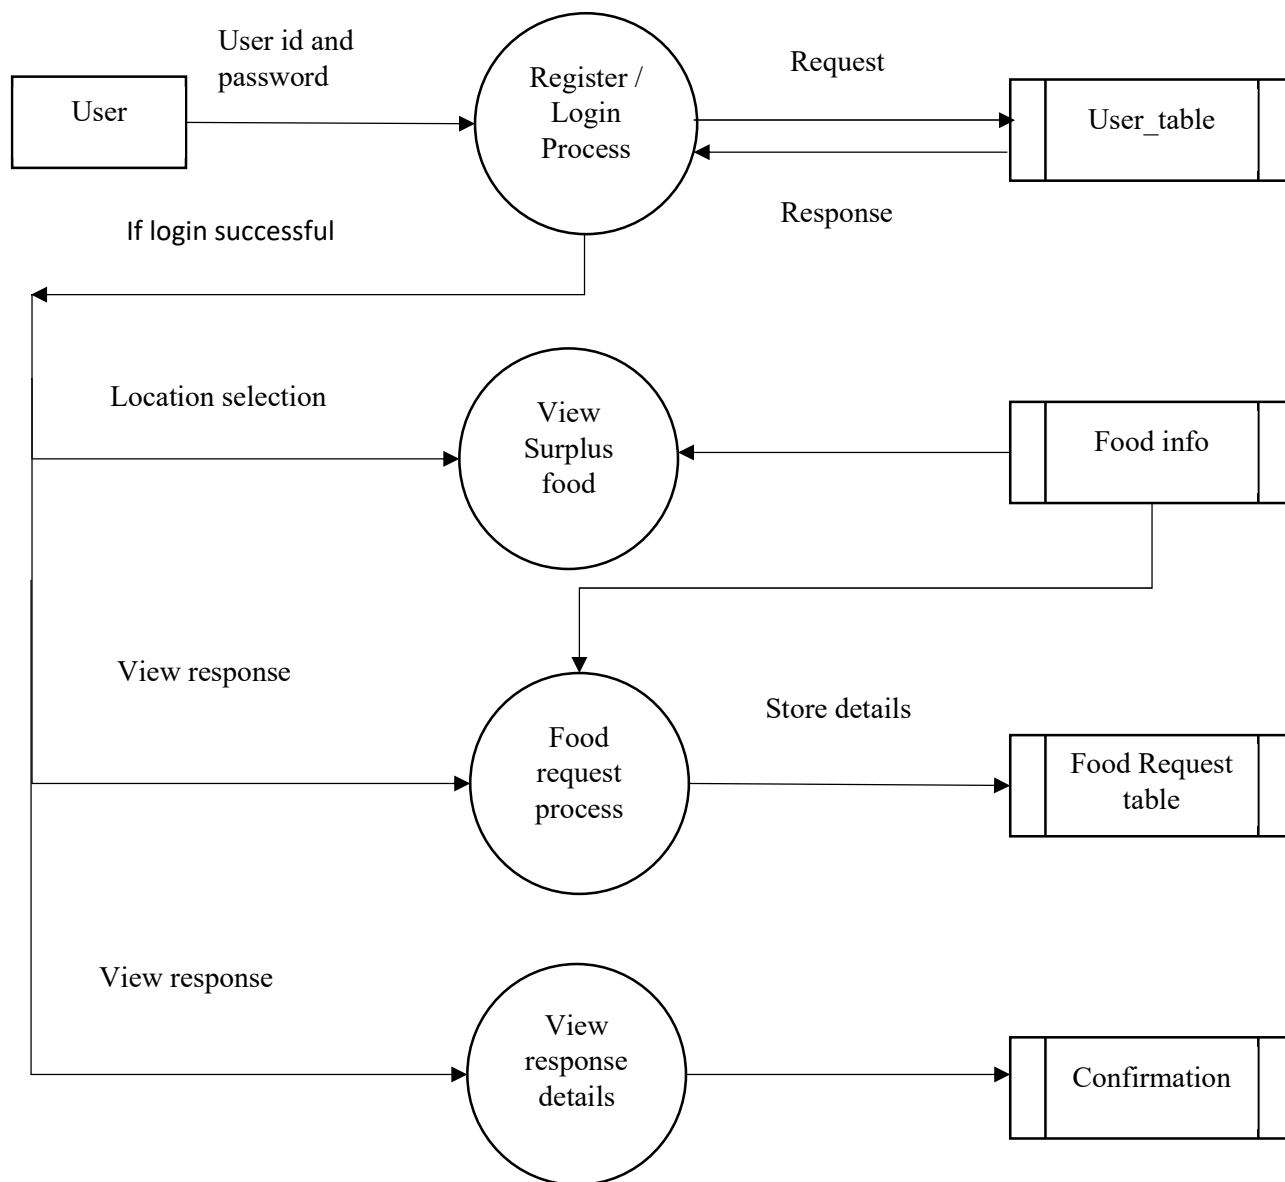 User id and
password
User
Register /
Login
Process
Request
User_table
Response
If login successful
Location selection
View
Surplus
food
Food info
View response
Food
request
process
Store details
Food Request
table
View response
View
response
details
Confirmation